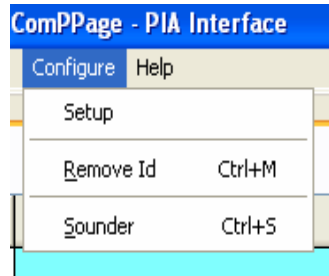 ComPPage - PIA Interface
Configure Help
Setup
Remove Id Ctrl+M
Sounder Ctrl+S